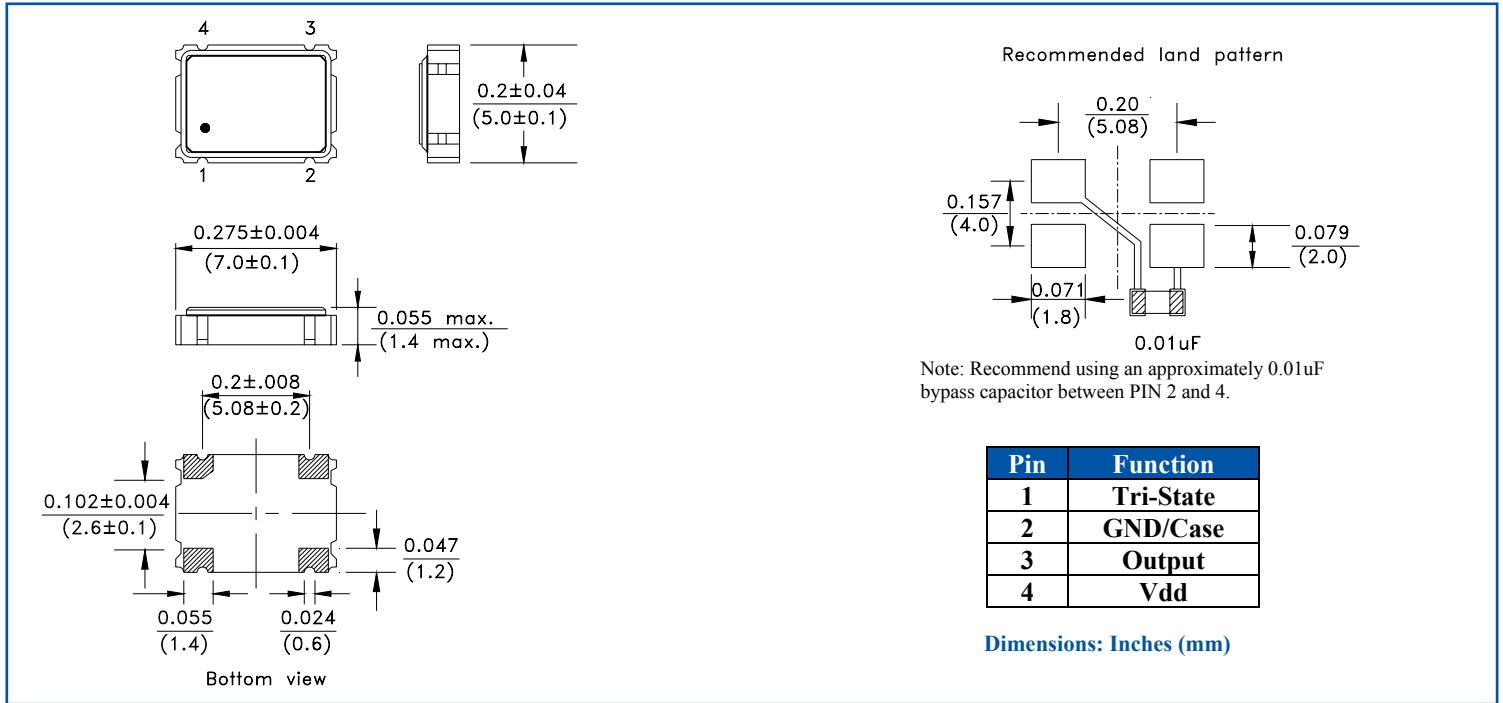 4 3
0.2±0.04
(5.0±0.1)
1 2
0.275±0.004
(7.0±0.1)
0.055 max.
(1.4 max.)
0.2±.008
(5.08±0.2)
0.102±0.004
(2.6±0.1)
0.047
(1.2)
0.055
(1.4)
0.024
(0.6)
Bottom view
Recommended land pattern
0.20
(5.08)
0.157
(4.0)
0.079
(2.0)
0.071
(1.8)
0.01uF
Note: Recommend using an approximately 0.01uF
bypass capacitor between PIN 2 and 4.
Pin Function
1 Tri-State
2 GND/Case
3 Output
4 Vdd
Dimensions: Inches (mm)